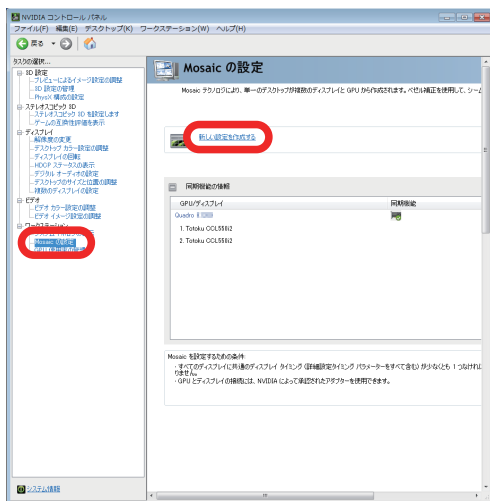 NVIDIA コントロール パネル
ファイル(F) 編集(E) デスクトップ(K) ワークステーション(W) ヘルプ(H)
戻る
タスクの選択...
3D 設定
プレビューによるイメージ設定の調整
3D 設定の管理
PhysX 構成の設定
ステレオスコピック 3D
ステレオスコピック 3D を設定します
ゲームの互換性評価を表示
ディスプレイ
解像度の変更
デスクトップ カラー設定の調整
ディスプレイの回転
HDCP ステータスの表示
デジタル オーディオの設定
デスクトップのサイズと位置の調整
複数のディスプレイの設定
ビデオ
ビデオ カラー設定の調整
ビデオ イメージ設定の調整
ワークステーション
Mosaic の設定
システム情報
Mosaic の設定
Mosaic テクノロジにより、単一のデスクトップが複数のディスプレイと GPU から作成されます。ベゼル補正を使用して、シーム
新しい設定を作成する
同期機能の情報
GPU/ディスプレイ 同期機能
Quadro
1. Totoku CCL550i2
2. Totoku CCL550i2
Mosaic を設定するための条件:
・すべてのディスプレイに共通のディスプレイ タイミング (詳細設定タイミング パラメーターをすべて含む) が少なくとも 1 つなければ
りません。
・GPU とディスプレイの接続には、NVIDIA によって承認されたアダプターを使用できます。